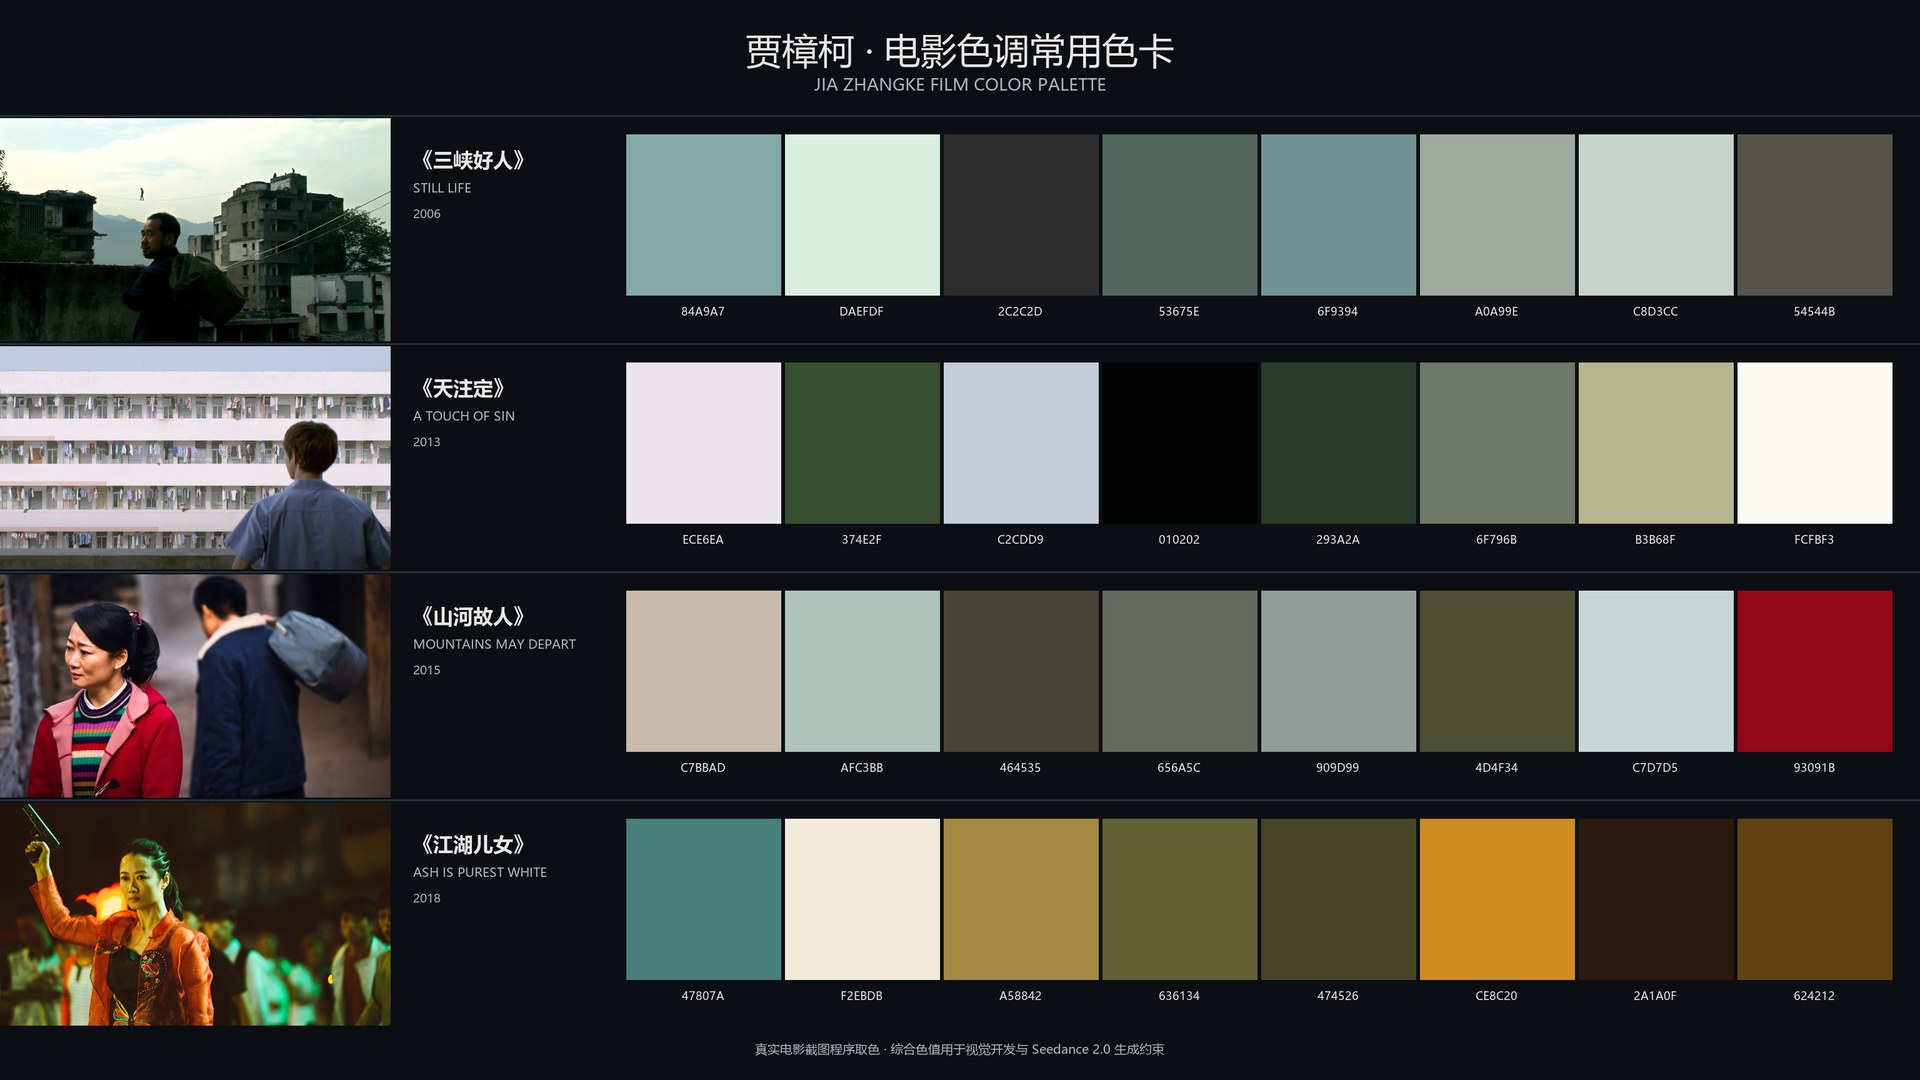 贾樟柯 · 电影色调常用色卡
JIA ZHANGKE FILM COLOR PALETTE
《三峡好人》
STILL LIFE
2006
84A9A7
DAEFDF
2C2C2D
53675E
6F9394
A0A99E
C8D3CC
54544B
《天注定》
A TOUCH OF SIN
2013
ECE6EA
374E2F
C2CDD9
010202
293A2A
6F796B
B3B68F
FCFBF3
《山河故人》
MOUNTAINS MAY DEPART
2015
C7BBAD
AFC3BB
464535
656A5C
909D99
4D4F34
C7D7D5
93091B
《江湖儿女》
ASH IS PUREST WHITE
2018
47807A
F2EBDB
A58842
636134
474526
CE8C20
2A1A0F
624212
真实电影截图程序取色 · 综合色值用于视觉开发与 Seedance 2.0 生成约束